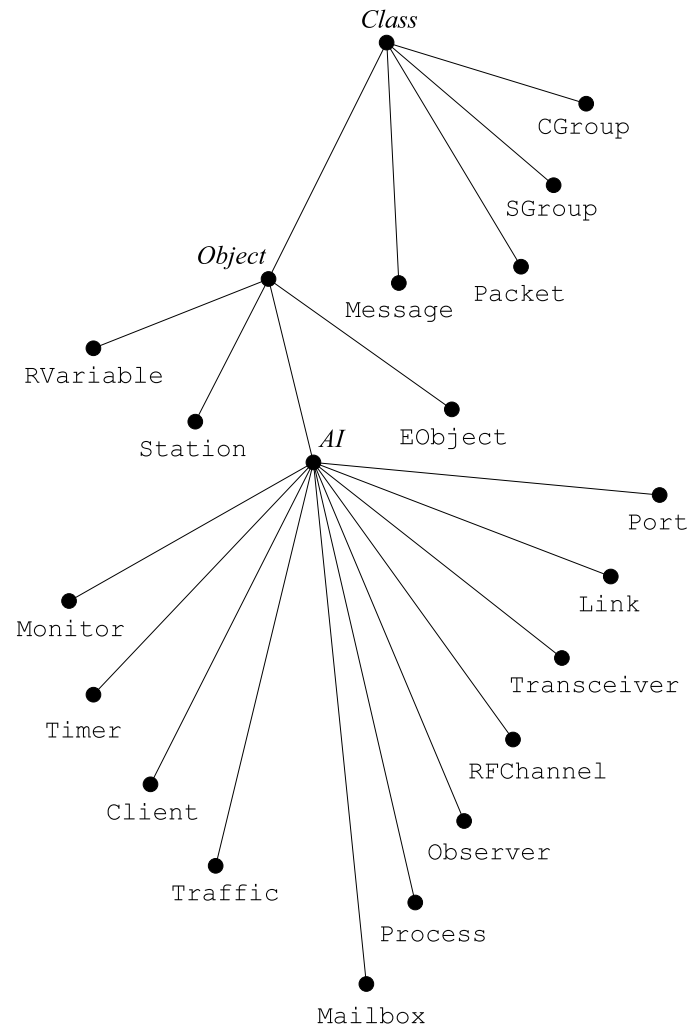 Class
CGroup
SGroup
Object
Packet
Message
RVariable
Station
EObject
AI
Port
Link
Monitor
Transceiver
Timer
RFChannel
Client
Observer
Traffic
Process
Mailbox